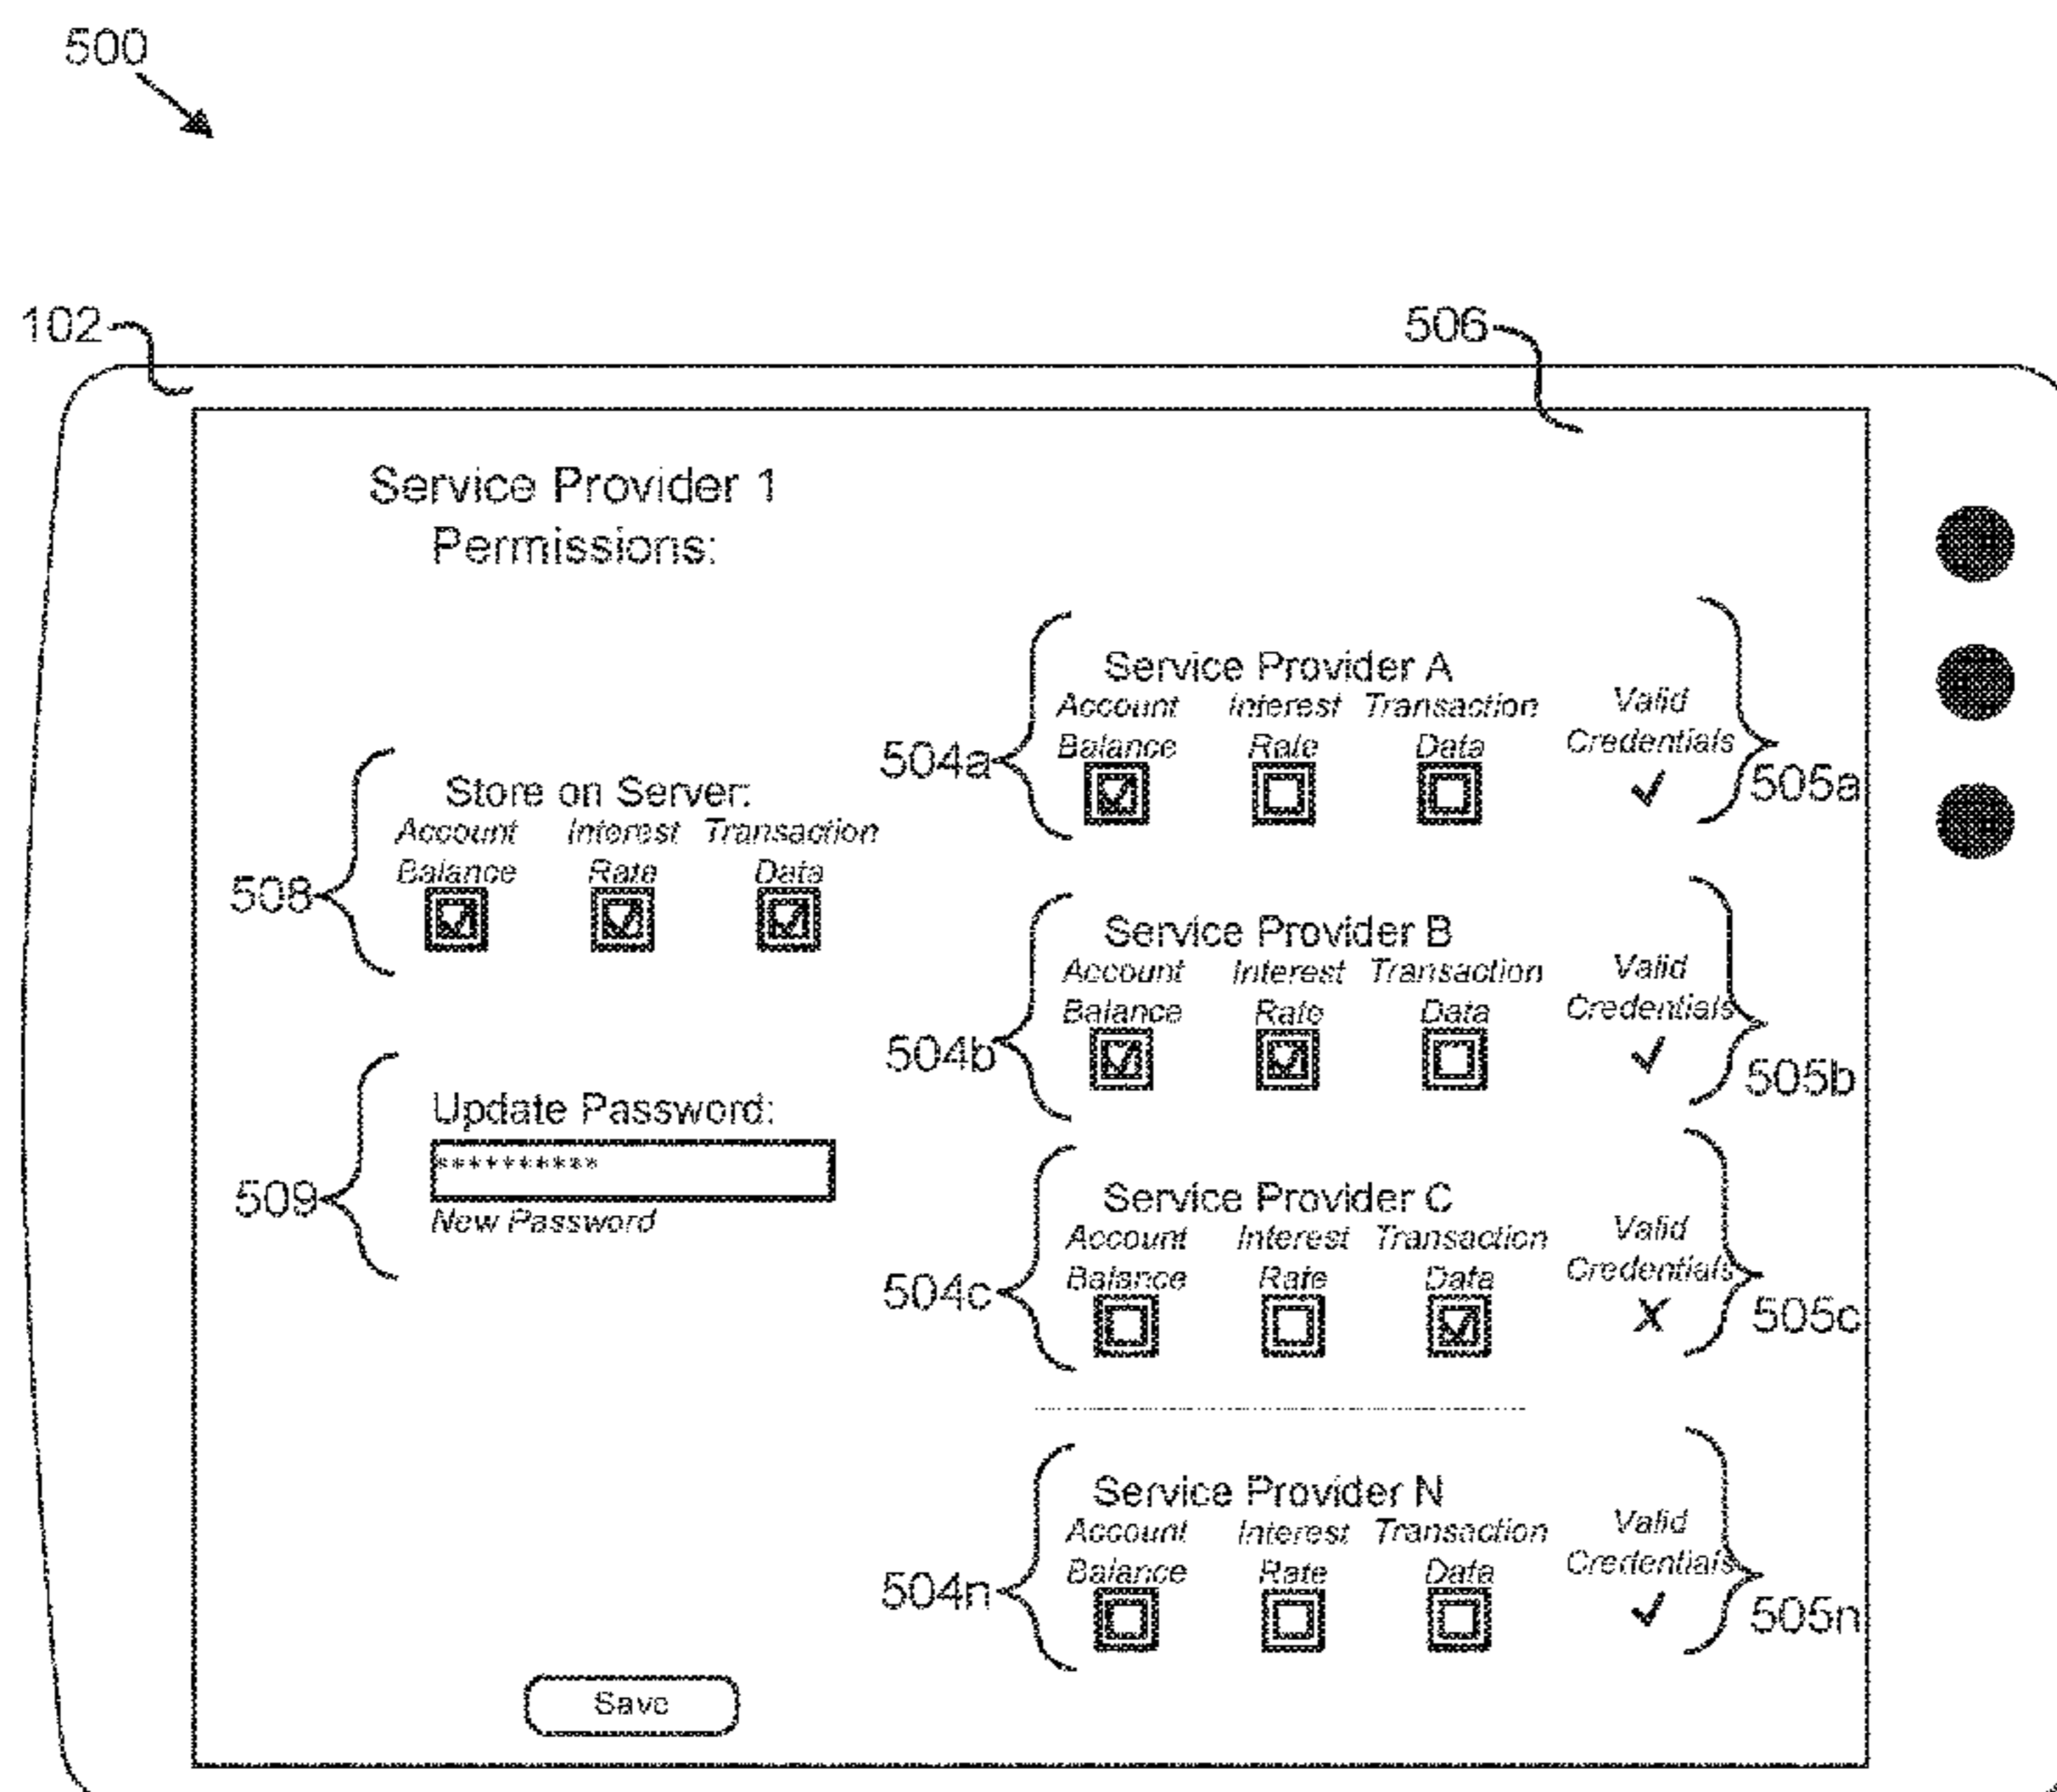 500
102
506
Service Provider 1
Permissions:
508
Store on Server:
Account Interest Transaction
Balance Rate Data
509
Update Password:
**********
New Password
504a
Service Provider A
Account Interest Transaction Valid
Balance Rate Data Credentials
505a
504b
Service Provider B
Account Interest Transaction Valid
Balance Rate Data Credentials
505b
504c
Service Provider C
Account Interest Transaction Valid
Balance Rate Data Credentials
X
505c
504n
Service Provider N
Account Interest Transaction Valid
Balance Rate Data Credentials
505n
Save